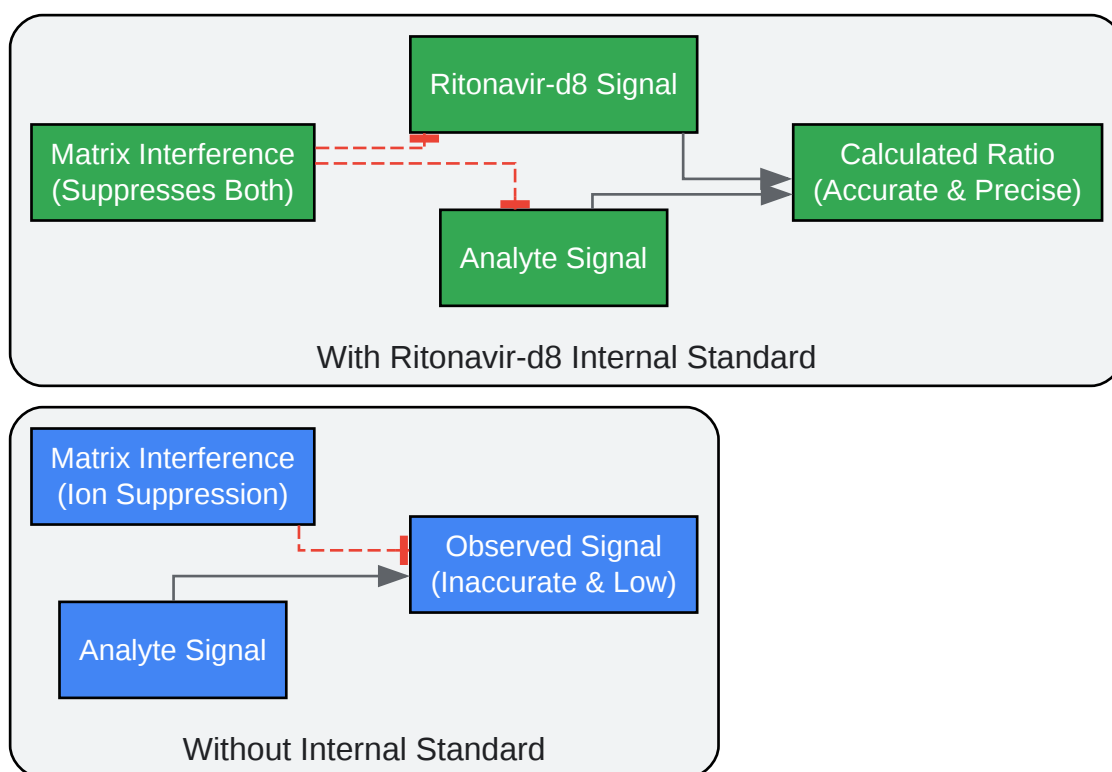 Ritonavir-d8 Signal
Matrix Interference
(Suppresses Both)
Calculated Ratio
(Accurate & Precise)
Analyte Signal
With Ritonavir-d8 Internal Standard
Matrix Interference
(Ion Suppression)
Observed Signal
(Inaccurate & Low)
Analyte Signal
Without Internal Standard